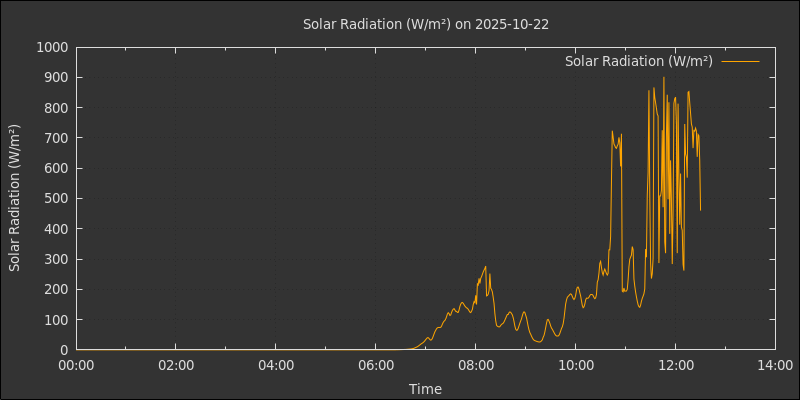 Solar Radiation (W/m²) on 2025-10-22
Solar Radiation (W/m²)
Solar Radiation (W/m²)
1000
900
800
700
600
500
400
300
200
100
0
00:00 02:00 04:00 06:00 08:00 10:00 12:00 14:00
Time